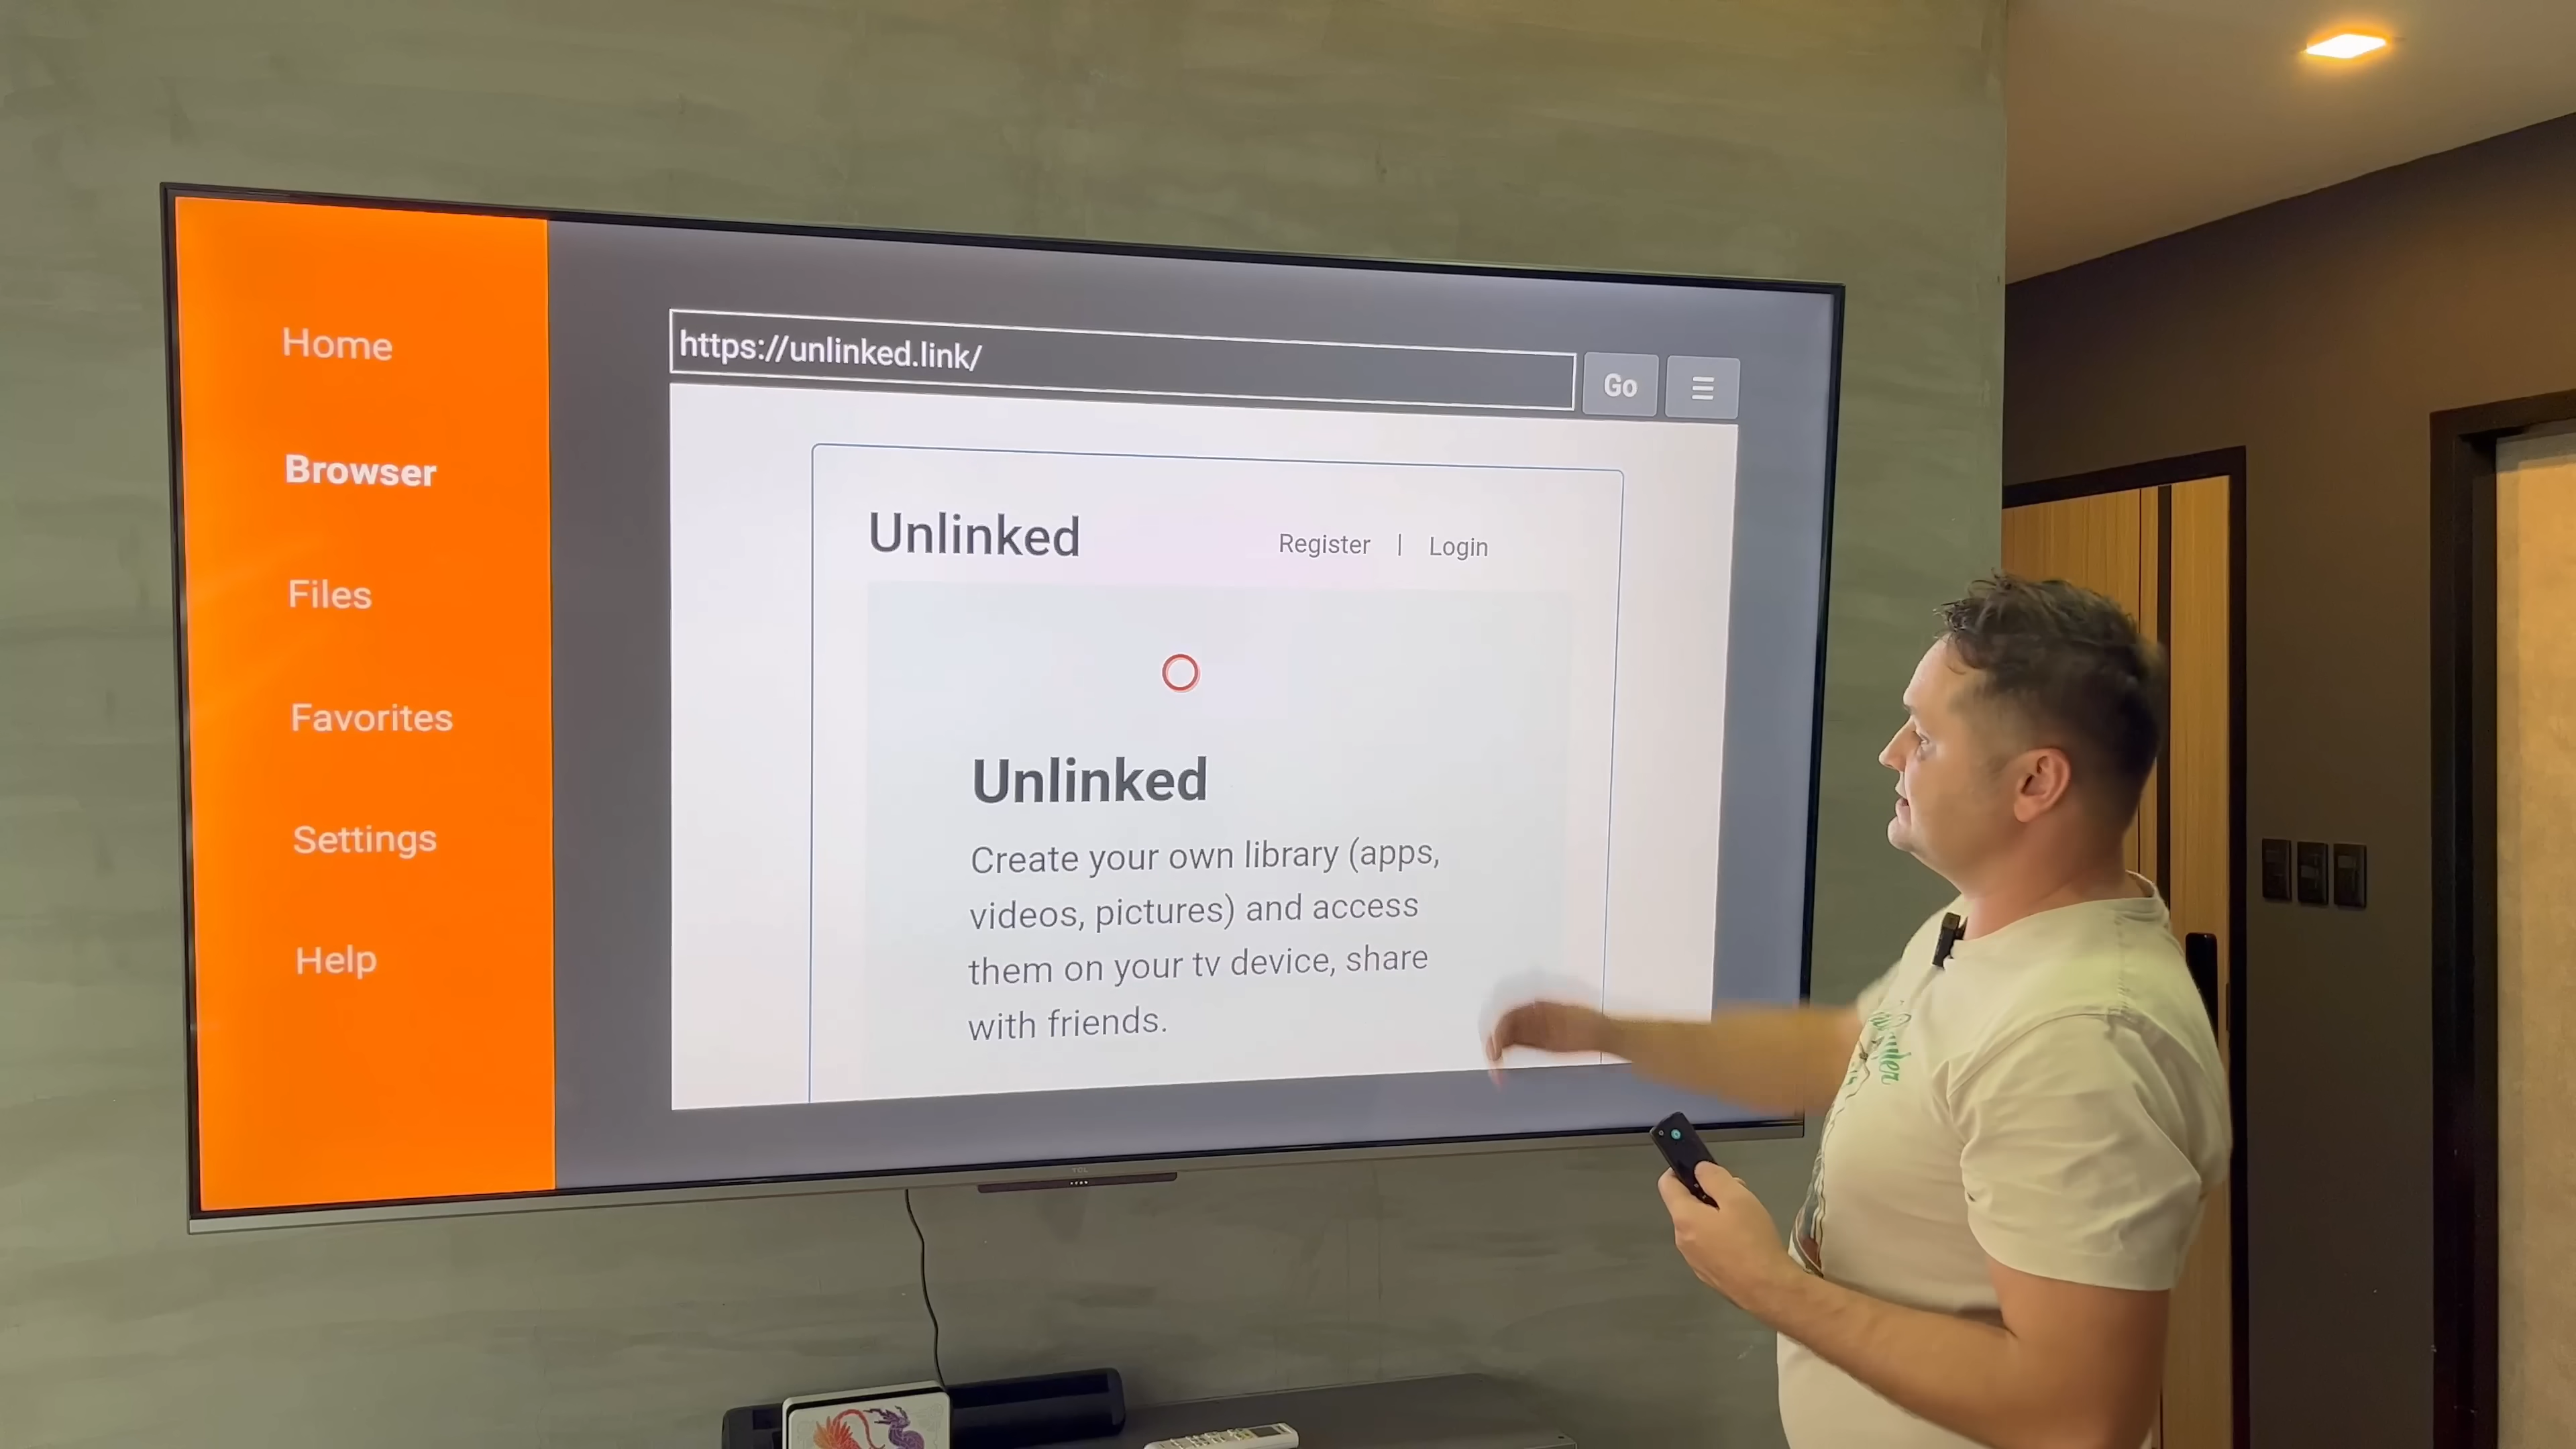 Home
Browser
Files
Favorites
Settings
Help
https://unlinked.link/
Go
Unlinked
Register | Login
Unlinked
Create your own library (apps,
videos, pictures) and access
them on your tv device, share
with friends.
TCL